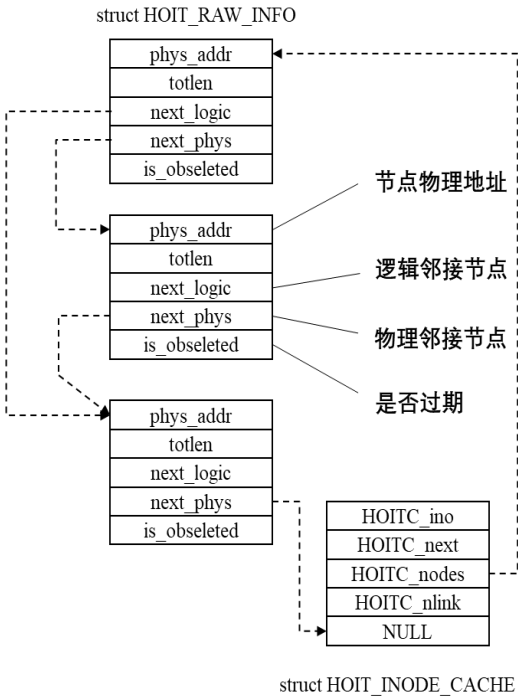 struct HOIT_RAW_INFO
phys_addr
totlen
next_logic
next_phys
is_obseleted
phys_addr
totlen
next_logic
next_phys
is_obseleted
节点物理地址
逻辑邻接节点
物理邻接节点
是否过期
phys_addr
totlen
next_logic
next_phys
is_obseleted
HOITC_ino
HOITC_next
HOITC_nodes
HOITC_nlink
NULL
struct HOIT_INODE_CACHE